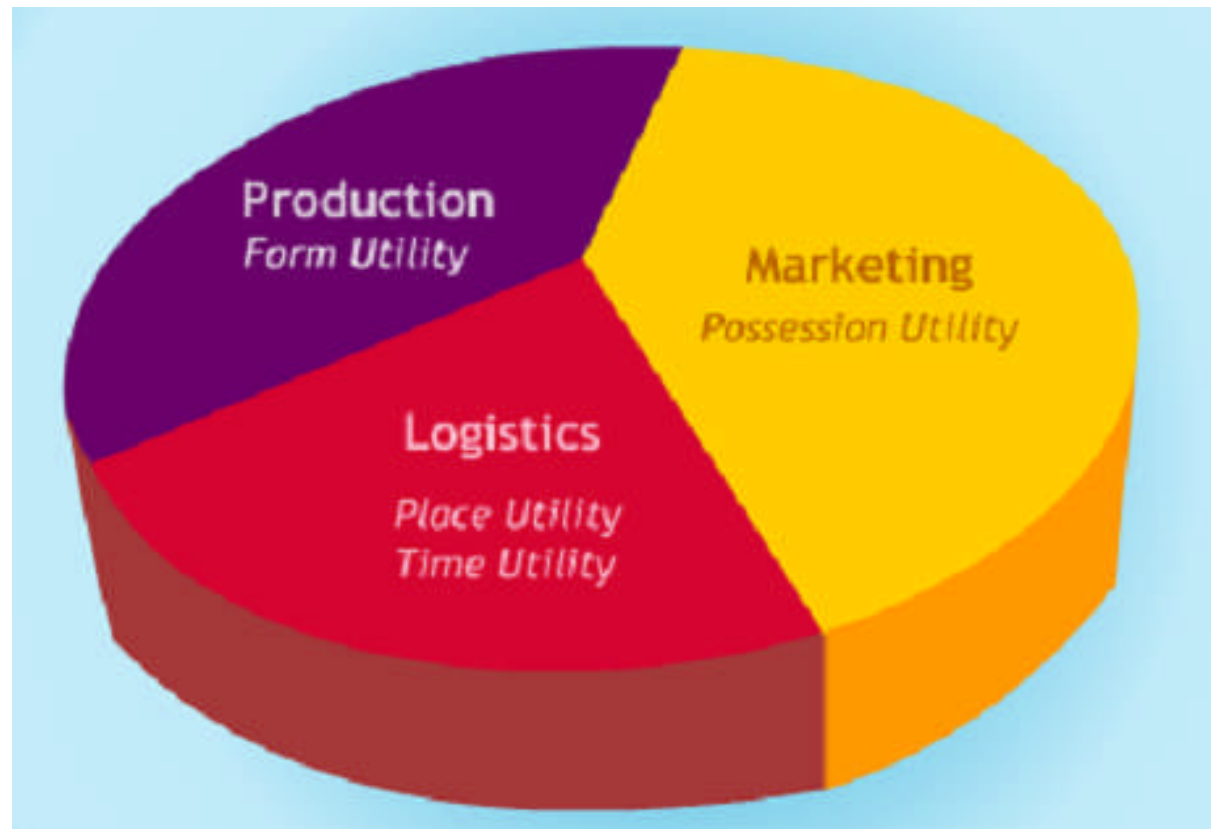 Production
Form Utility
Marketing
Possession Utility
Logistics
Place Utility
Time Utility